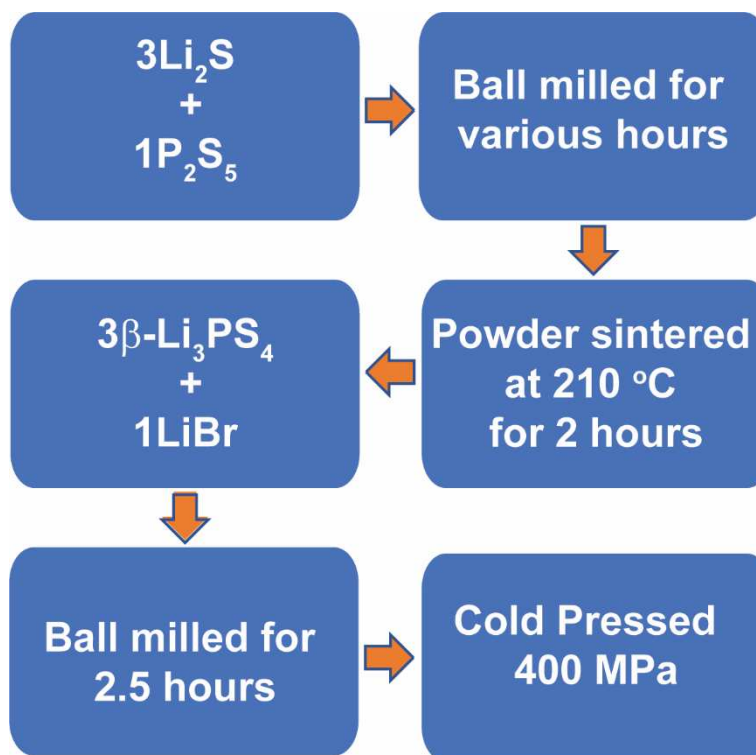 3Li₂S
+
1P₂S₅
Ball milled for
various hours
Powder sintered
at 210 ᵒC
for 2 hours
3β-Li₃PS₄
+
1LiBr
Ball milled for
2.5 hours
Cold Pressed
400 MPa